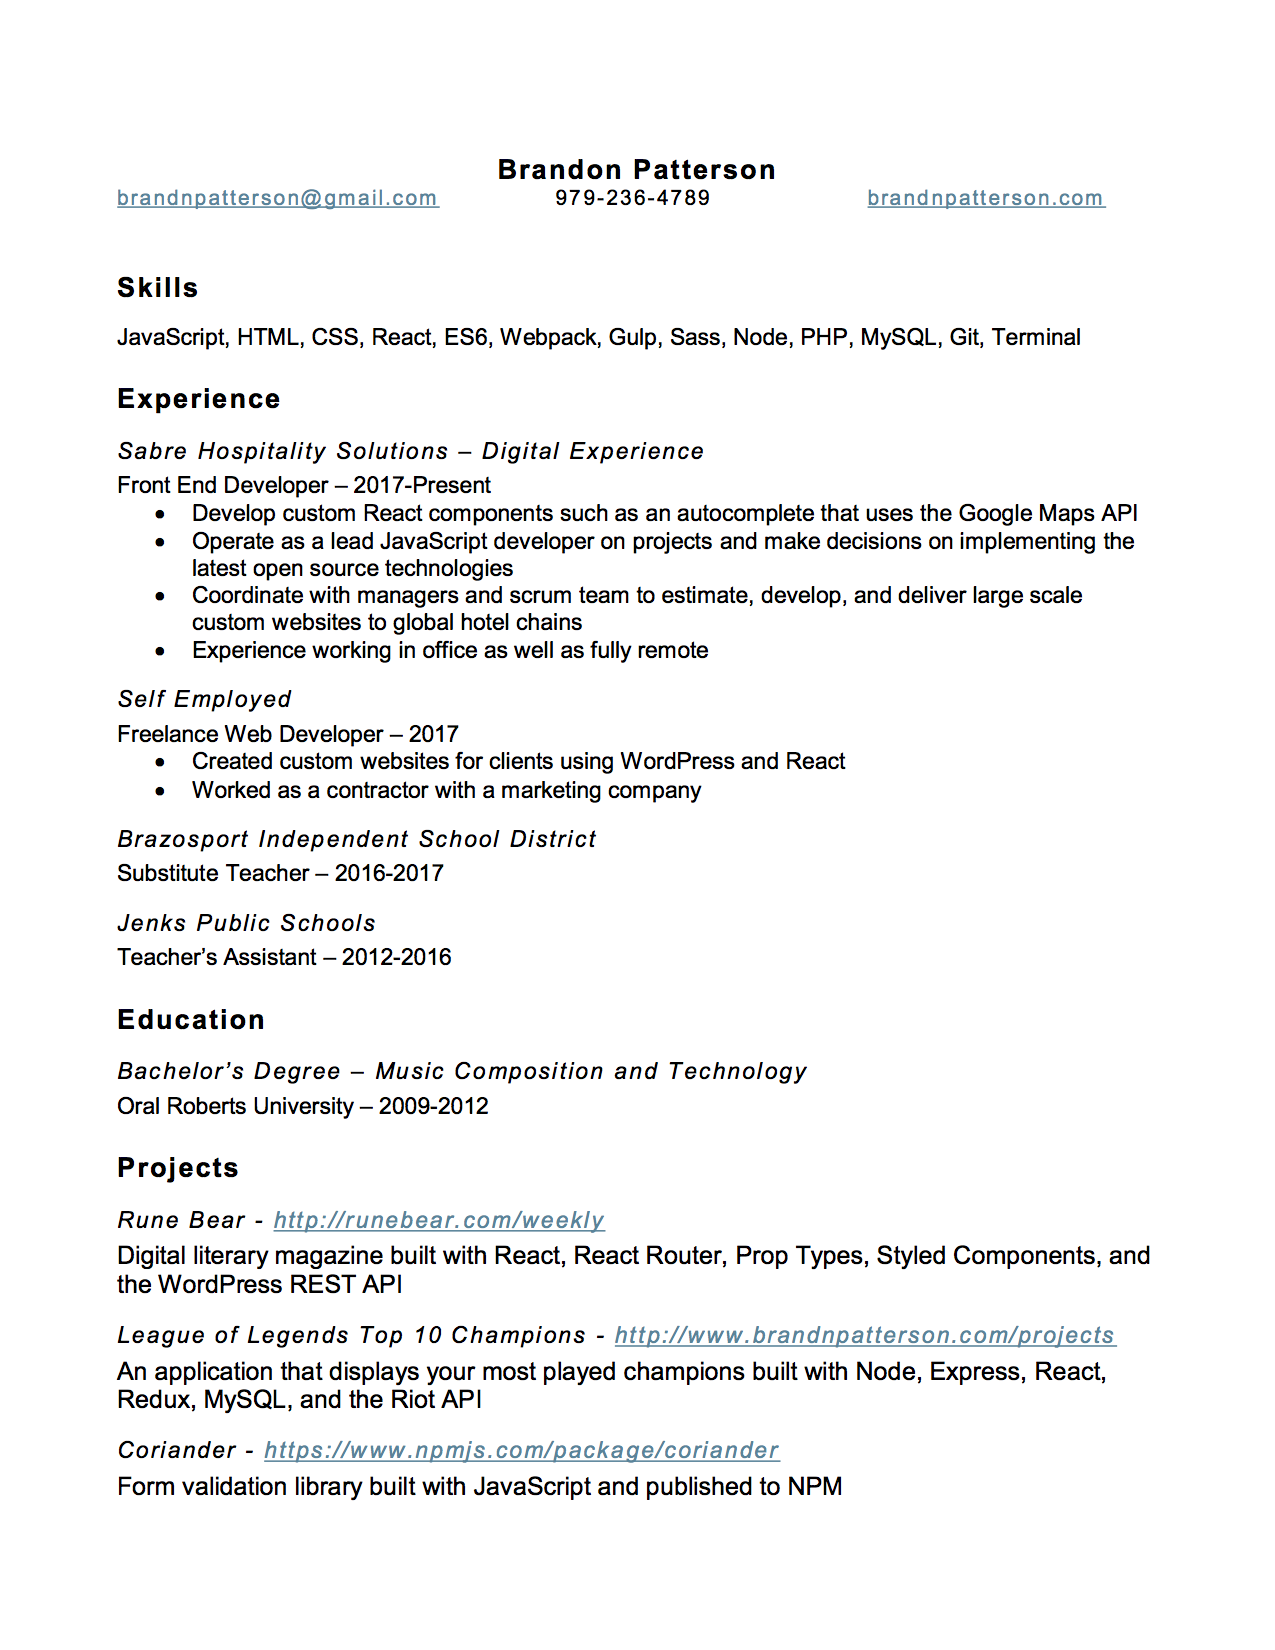 Brandon Patterson
brandnpatterson@gmail.com 979-236-4789 brandnpatterson.com
Skills
JavaScript, HTML, CSS, React, ES6, Webpack, Gulp, Sass, Node, PHP, MySQL, Git, Terminal
Experience
Sabre Hospitality Solutions – Digital Experience
Front End Developer – 2017-Present
• Develop custom React components such as an autocomplete that uses the Google Maps API
• Operate as a lead JavaScript developer on projects and make decisions on implementing the
latest open source technologies
• Coordinate with managers and scrum team to estimate, develop, and deliver large scale
custom websites to global hotel chains
• Experience working in office as well as fully remote
Self Employed
Freelance Web Developer – 2017
• Created custom websites for clients using WordPress and React
• Worked as a contractor with a marketing company
Brazosport Independent School District
Substitute Teacher – 2016-2017
Jenks Public Schools
Teacher’s Assistant – 2012-2016
Education
Bachelor’s Degree – Music Composition and Technology
Oral Roberts University – 2009-2012
Projects
Rune Bear - http://runebear.com/weekly
Digital literary magazine built with React, React Router, Prop Types, Styled Components, and
the WordPress REST API
League of Legends Top 10 Champions - http://www.brandnpatterson.com/projects
An application that displays your most played champions built with Node, Express, React,
Redux, MySQL, and the Riot API
Coriander - https://www.npmjs.com/package/coriander
Form validation library built with JavaScript and published to NPM